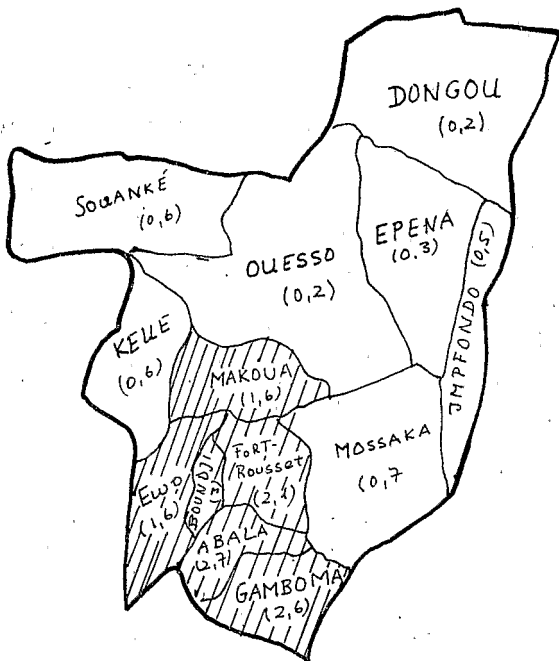 DONGOU
(0,2)
SOUANKÉ
(0,6)
EPENA
(0,3)
IMPFONDO (0,5)
OUESSO
(0,2)
KELLE
(0,6)
MAKOUA
(1,6)
MOSSAKA
(0,7
FORT-
ROUSSET
(2,1)
EWO
(1,6)
BOUNDJI
ABALA
(2,7)
GAMBOMA
(2,6)